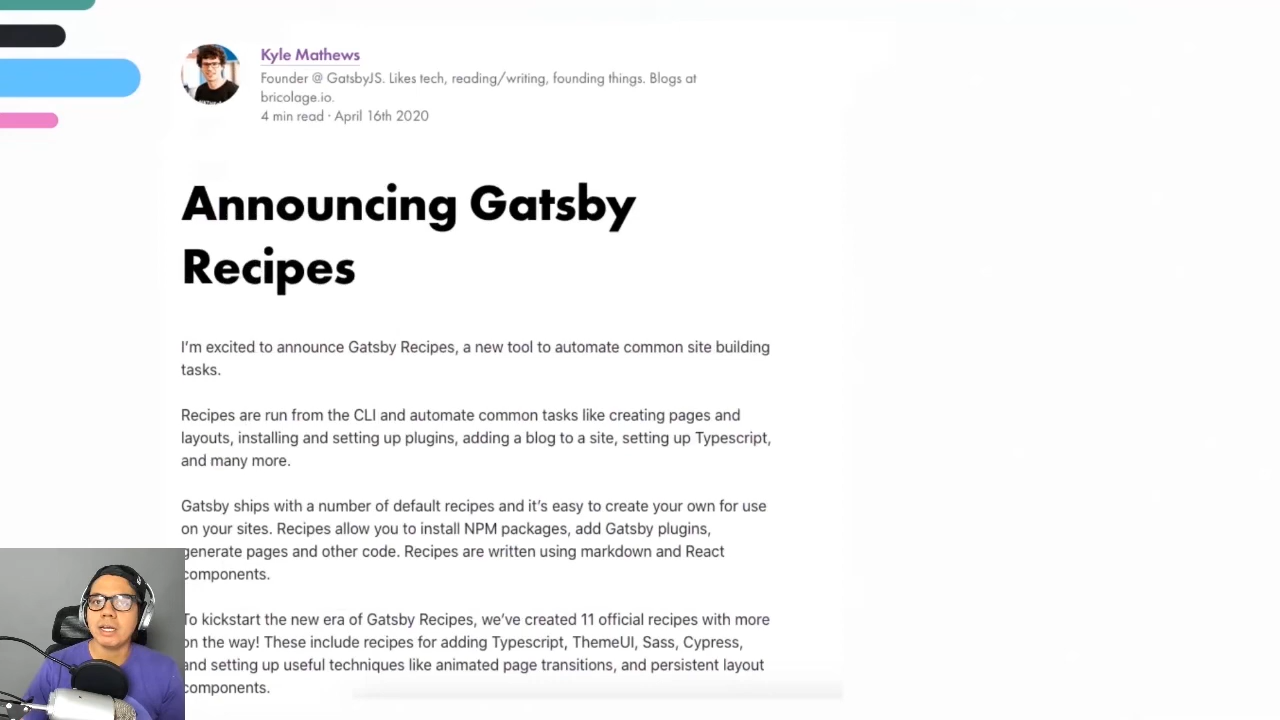 Kyle Mathews
Founder @ GatsbyJS. Likes tech, reading/writing, founding things. Blogs at
bricolage.io.
4 min read · April 16th 2020
Announcing Gatsby
Recipes
I'm excited to announce Gatsby Recipes, a new tool to automate common site building
tasks.
Recipes are run from the CLI and automate common tasks like creating pages and
layouts, installing and setting up plugins, adding a blog to a site, setting up Typescript,
and many more.
Gatsby ships with a number of default recipes and it's easy to create your own for use
on your sites. Recipes allow you to install NPM packages, add Gatsby plugins,
generate pages and other code. Recipes are written using markdown and React
components.
To kickstart the new era of Gatsby Recipes, we've created 11 official recipes with more
on the way! These include recipes for adding Typescript, ThemeUI, Sass, Cypress,
and setting up useful techniques like animated page transitions, and persistent layout
components.